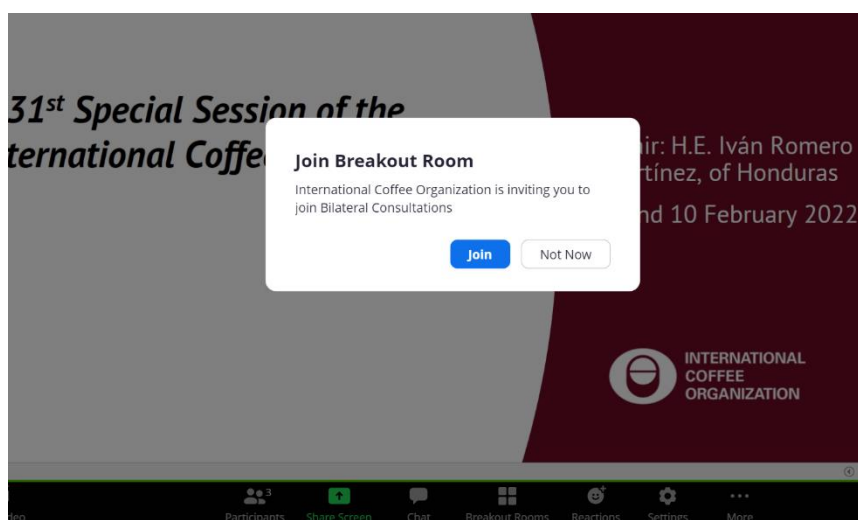 31st Special Session of the
ternational Coffe
ir: H.E. Iván Romero
tínez, of Honduras
nd 10 February 2022
Join Breakout Room
International Coffee Organization is inviting you to
join Bilateral Consultations
Join
Not Now
INTERNATIONAL
COFFEE
ORGANIZATION
3
deo Participants Share Screen Chat Breakout Rooms Reactions Settings More